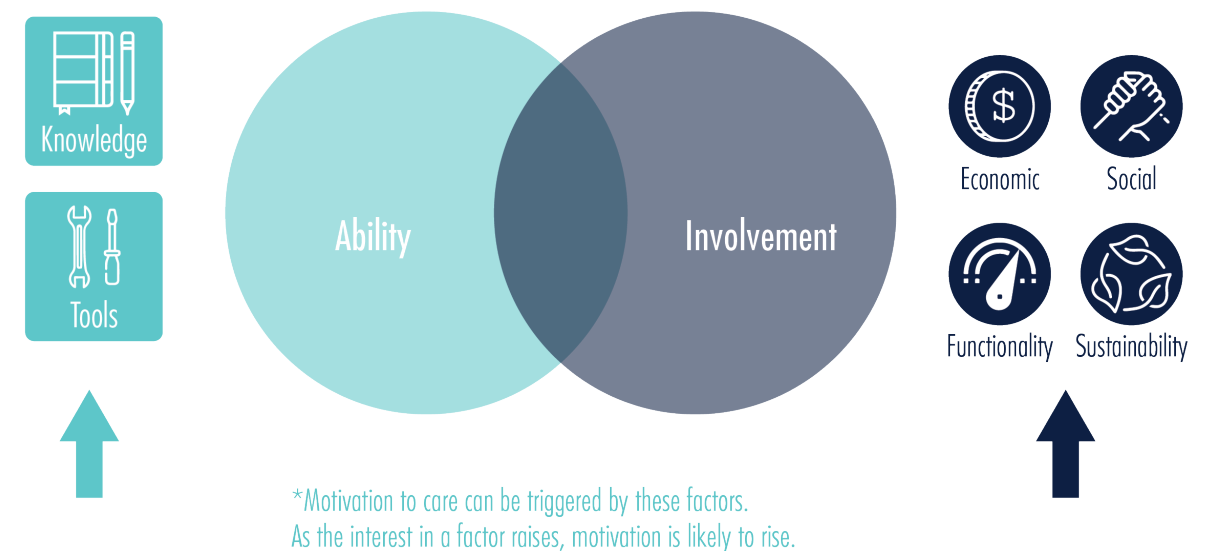 Knowledge
Tools
Ability
Involvement
$
Economic
Social
Functionality
Sustainability
*Motivation to care can be triggered by these factors.
As the interest in a factor raises, motivation is likely to rise.